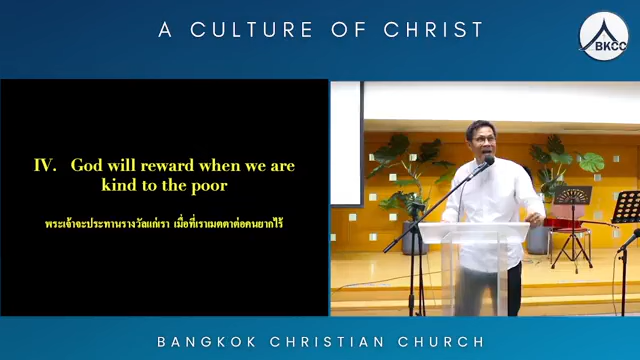 A CULTURE OF CHRIST
BKCC
IV. God will reward when we are
kind to the poor
พระเจ้าจะประทานรางวัลแก่เรา เมื่อที่เราเมตตาต่อคนยากไร้
BANGKOK CHRISTIAN CHURCH